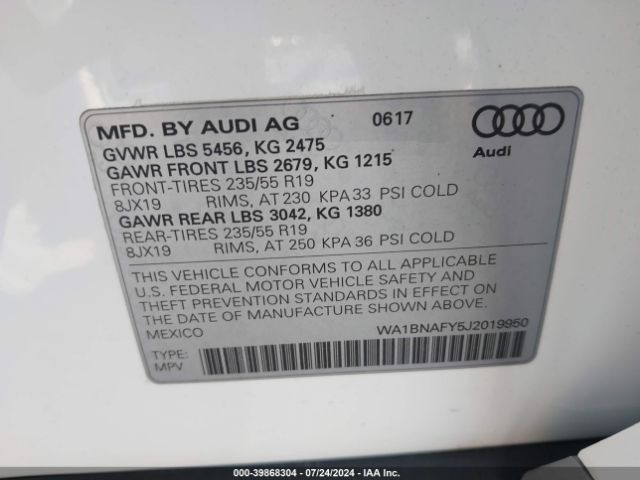 MFD. BY AUDI AG 0617
Audi
GVWR LBS 5456, KG 2475
GAWR FRONT LBS 2679, KG 1215
FRONT-TIRES 235/55 R19
8JX19 RIMS, AT 230 KPA 33 PSI COLD
GAWR REAR LBS 3042, KG 1380
REAR-TIRES 235/55 R19
8JX19 RIMS, AT 250 KPA 36 PSI COLD
THIS VEHICLE CONFORMS TO ALL APPLICABLE
U.S. FEDERAL MOTOR VEHICLE SAFETY AND
THEFT PREVENTION STANDARDS IN EFFECT ON
THE DATE OF MANUFACTURE SHOWN ABOVE.
MEXICO WA1BNAFY5J2019950
TYPE:
MPV
000-39868304 | 07/24/2024 | IAA Inc.